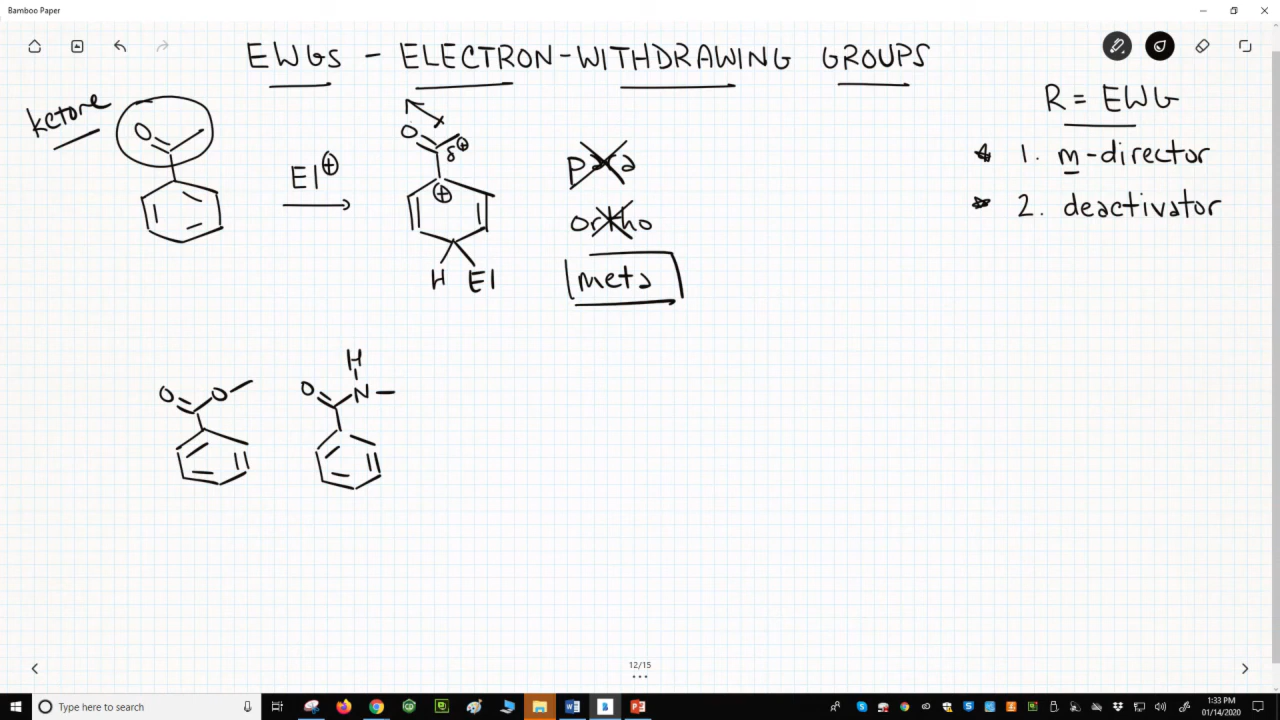 Bamboo Paper
EWGs - ELECTRON-WITHDRAWING GROUPS
R = EWG
1. m-director
2. deactivator
ketone
O
El⊕
O
δ⊕
⊕
H El
para
ortho
meta
O O
H
O N
12/15
Type here to search
1:33 PM
01/14/2020